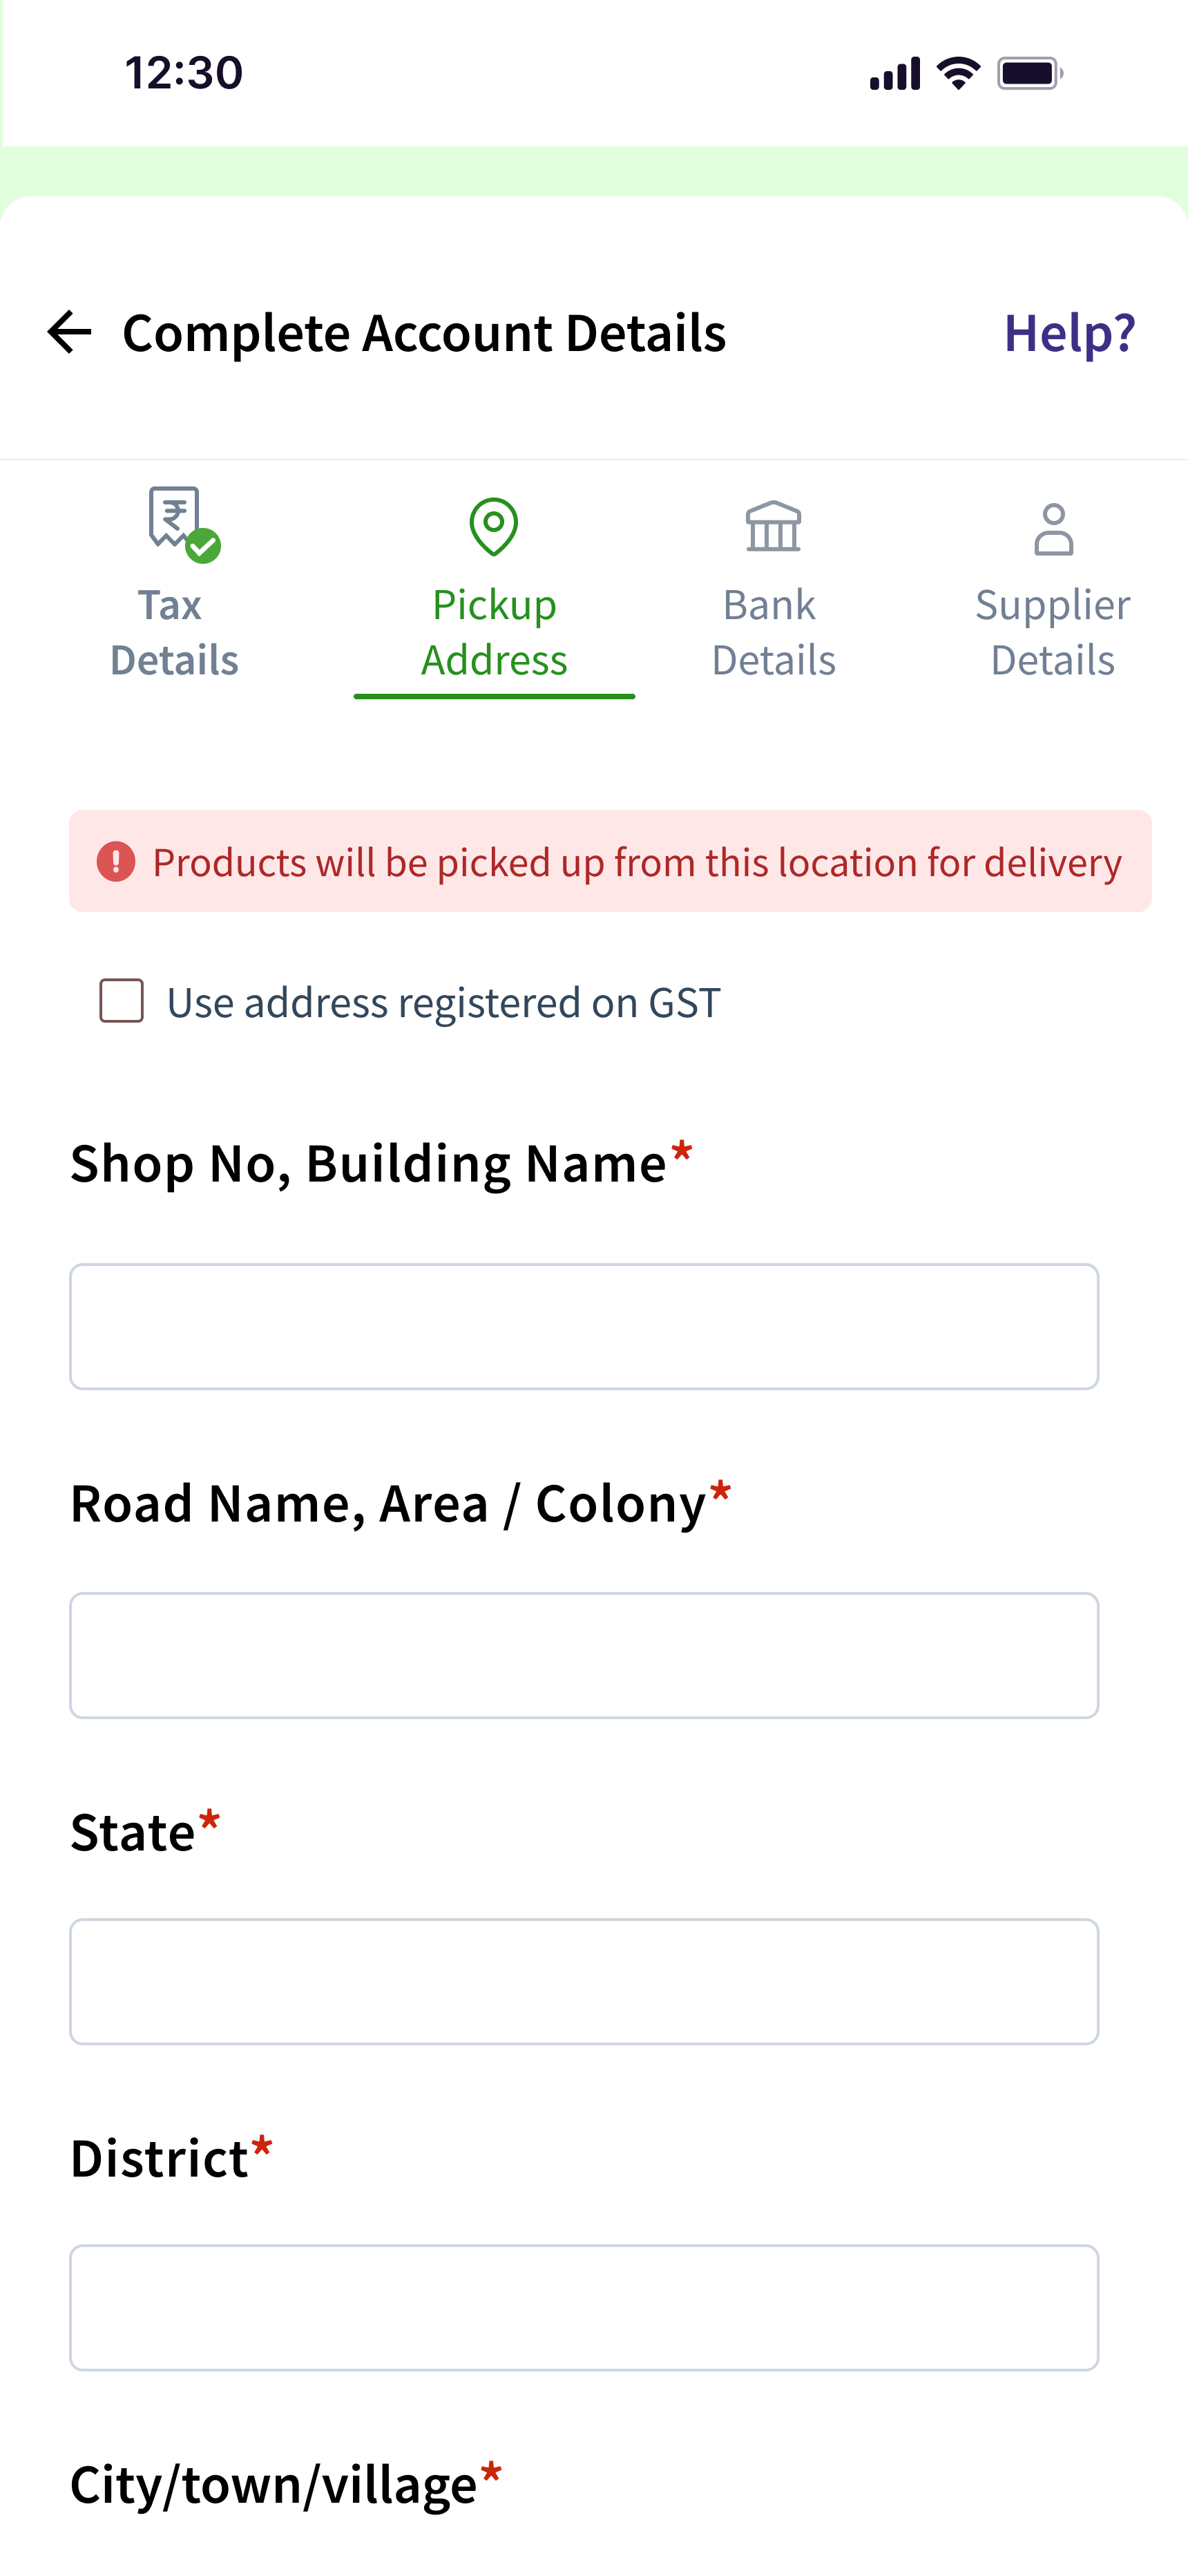 12:30
Complete Account Details
Help?
Tax
Details
Pickup
Address
Bank
Details
Supplier
Details
Products will be picked up from this location for delivery
Use address registered on GST
Shop No, Building Name*
Road Name, Area / Colony*
State*
District*
City/town/village*